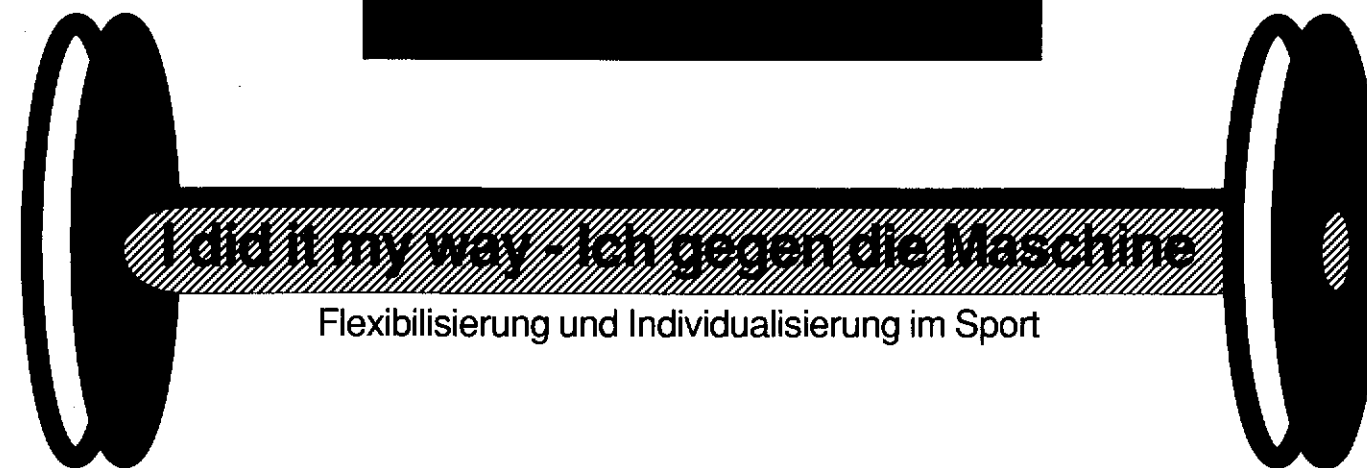 I did it my way - Ich gegen die Maschine
Flexibilisierung und Individualisierung im Sport